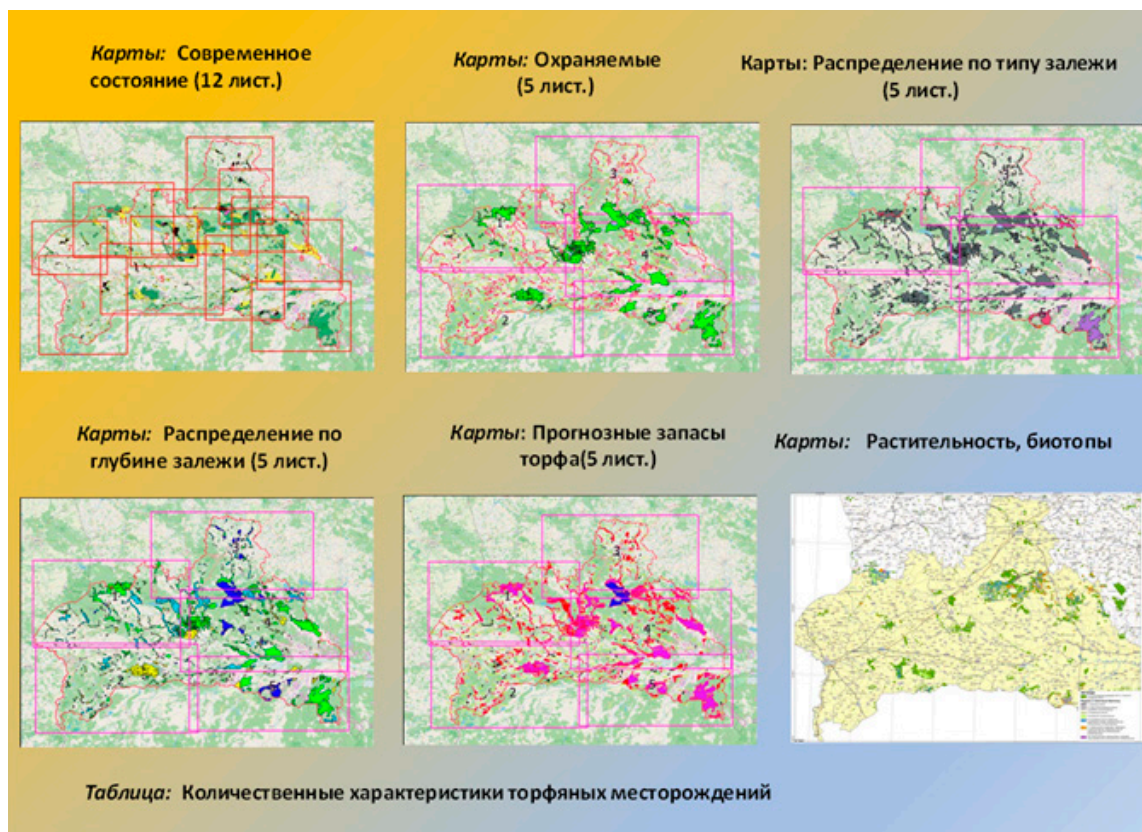 Карты: Современное
состояние (12 лист.)
Карты: Охраняемые
(5 лист.)
Карты: Распределение по типу залежи
(5 лист.)
Карты: Распределение по
глубине залежи (5 лист.)
Карты: Прогнозные запасы
торфа(5 лист.)
Карты: Растительность, биотопы
Таблица: Количественные характеристики торфяных месторождений